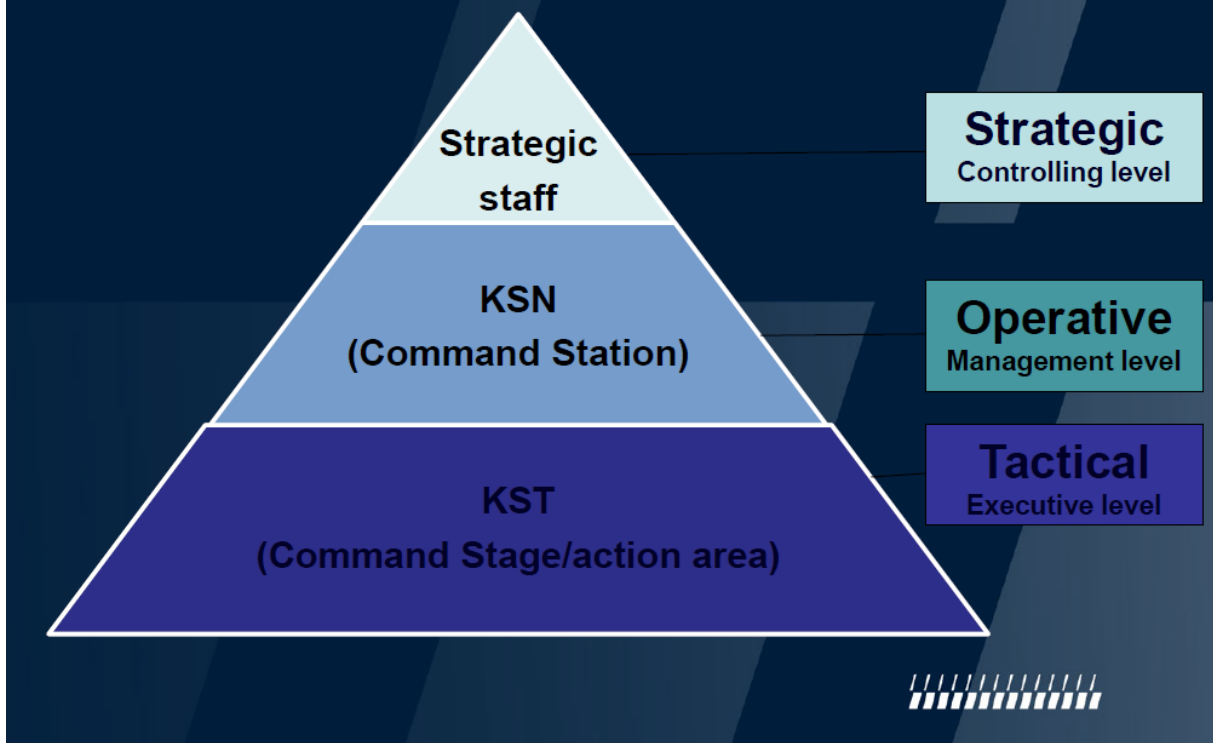 Strategic
staff
Strategic
Controlling level
KSN
(Command Station)
Operative
Management level
KST
(Command Stage/action area)
Tactical
Executive level